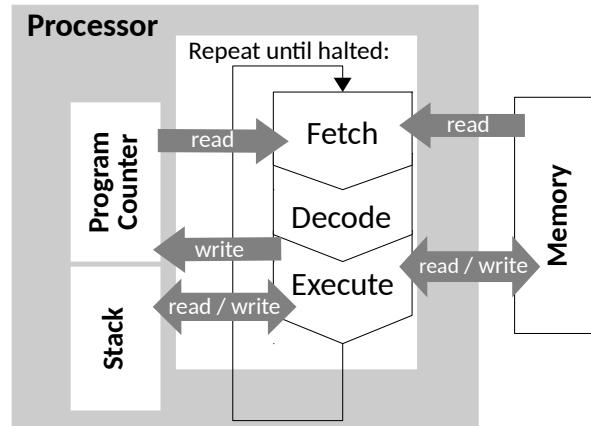 Processor
Repeat until halted:
Program
Counter
read
Fetch
read
Memory
Decode
write
Execute
read / write
Stack
read / write